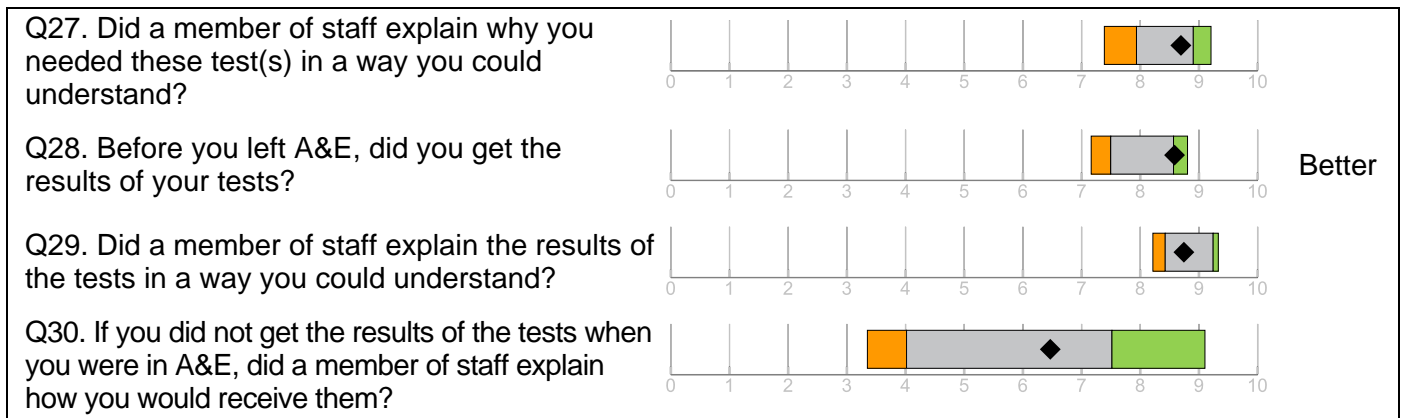 Q27. Did a member of staff explain why you
needed these test(s) in a way you could
understand?
0 1 2 3 4 5 6 7 8 9 10
Q28. Before you left A&E, did you get the
results of your tests?
0 1 2 3 4 5 6 7 8 9 10
Better
Q29. Did a member of staff explain the results of
the tests in a way you could understand?
0 1 2 3 4 5 6 7 8 9 10
Q30. If you did not get the results of the tests when
you were in A&E, did a member of staff explain
how you would receive them?
0 1 2 3 4 5 6 7 8 9 10